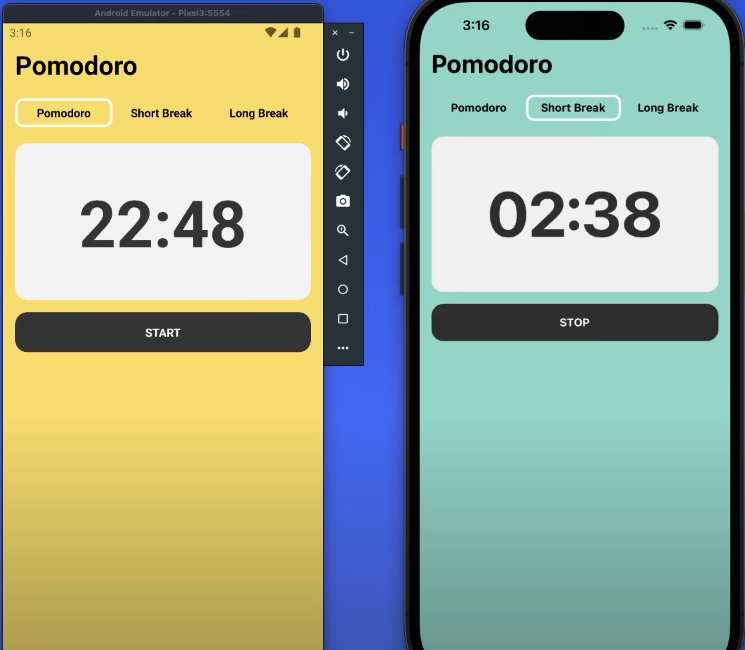 Android Emulator - Pixel3:5554
3:16
Pomodoro
Pomodoro Short Break Long Break
22:48
START
3:16
Pomodoro
Pomodoro Short Break Long Break
02:38
STOP